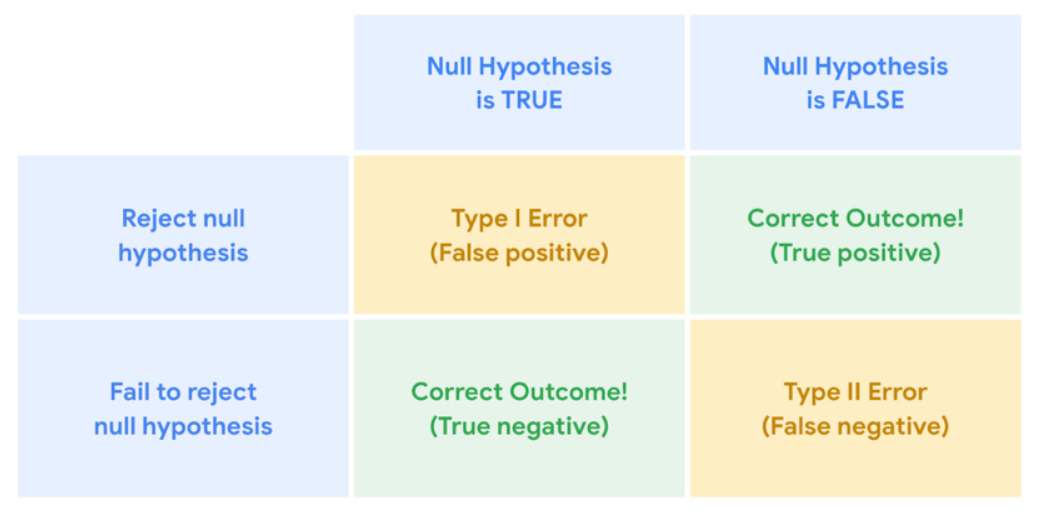 Null Hypothesis
is TRUE
Null Hypothesis
is FALSE
Reject null
hypothesis
Type I Error
(False positive)
Correct Outcome!
(True positive)
Fail to reject
null hypothesis
Correct Outcome!
(True negative)
Type II Error
(False negative)